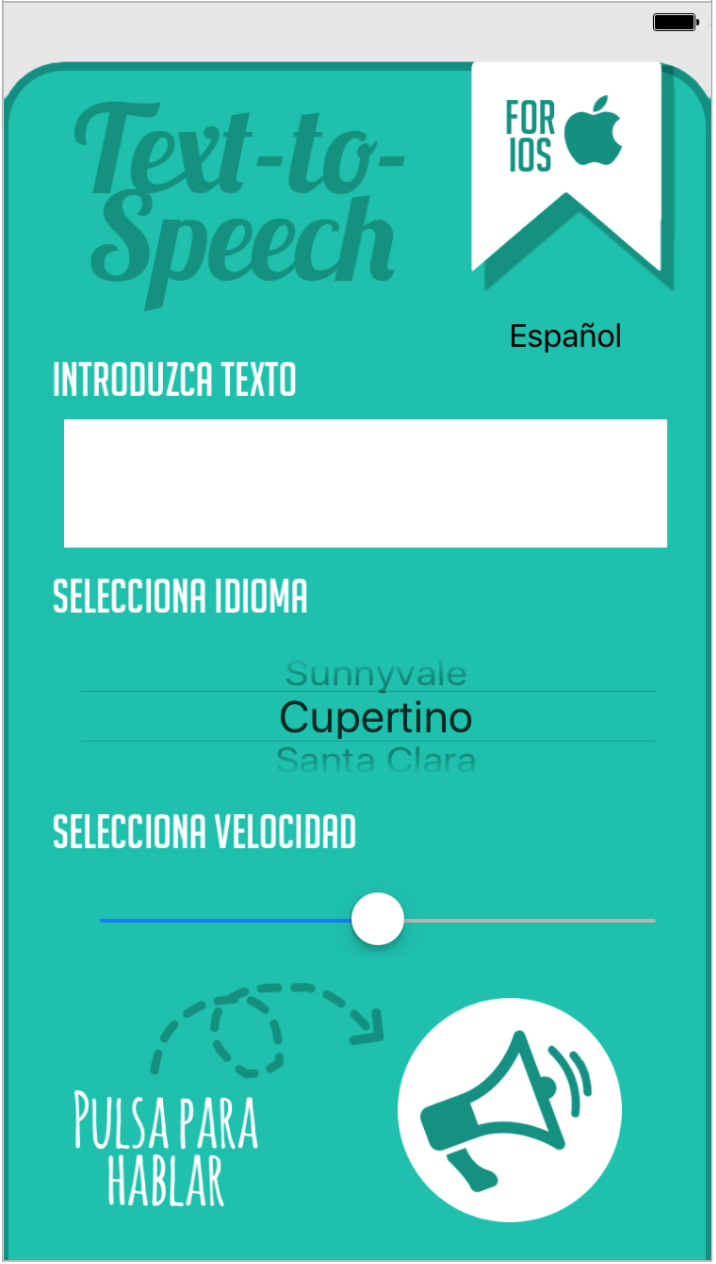 Text-to-
Speech
FOR
IOS
Español
INTRODUZCA TEXTO
SELECCIONA IDIOMA
Sunnyvale
Cupertino
Santa Clara
SELECCIONA VELOCIDAD
PULSA PARA
HABLAR